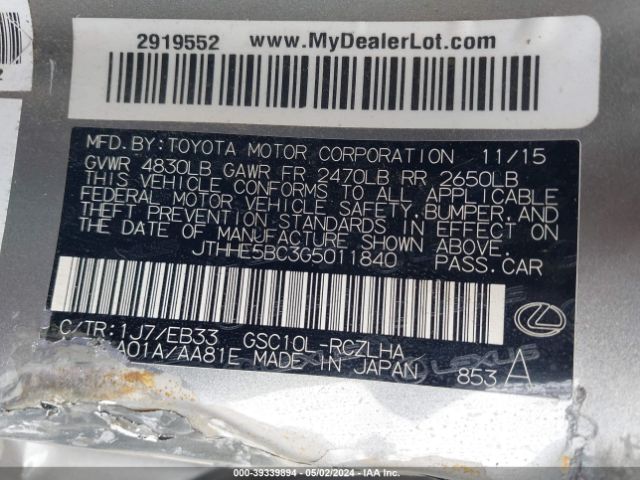 2919552 www.MyDealerLot.com
MFD.BY:TOYOTA MOTOR CORPORATION 11/15
GVWR 4830LB GAWR FR 2470LB RR 2650LB
THIS VEHICLE CONFORMS TO ALL APPLICABLE
FEDERAL MOTOR VEHICLE SAFETY, BUMPER, AND
THEFT PREVENTION STANDARDS IN EFFECT ON
THE DATE OF MANUFACTURE SHOWN ABOVE.
JTHHE5BC3G5011840 PASS.CAR
C/TR:1J7/EB33 GSC10L-RCZLHA
A01A/AA81E MADE IN JAPAN 853 A
LEXUS
000-39339894 - 05/02/2024 - IAA Inc.